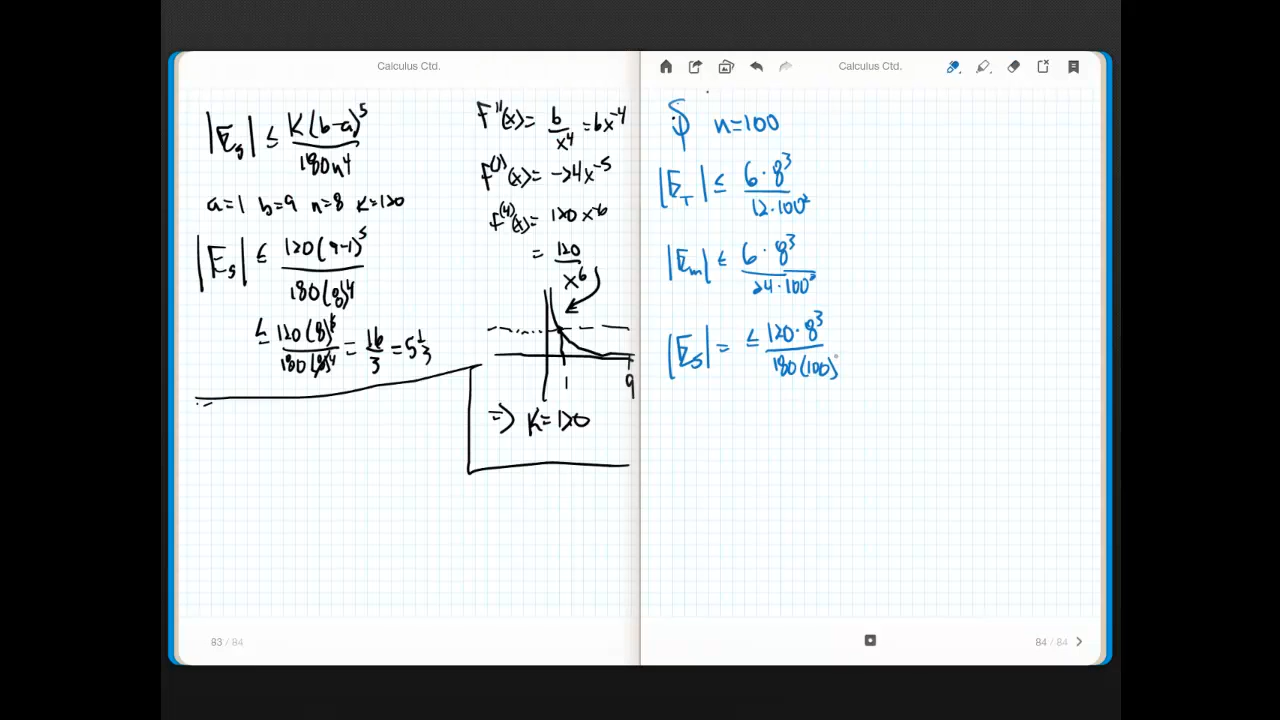 Calculus Ctd.
|E_s| ≤ K(b-a)^5 / 180n^4
a=1 b=9 n=8 K=120
|E_s| ≤ 120(9-1)^5 / 180(8)^4
≤ 120(8)^5 / 180(8)^4 = 16/3 = 5 1/3
F''(x) = 6/x^4 = 6x^-4
f^(3)(x) = -24x^-5
f^(4)(x) = 120x^-6
= 120/x^6
1 9
⇒ K=120
83 / 84
Calculus Ctd.
n=100
|E_T| ≤ 6·8^3 / 12·100^2
|E_m| ≤ 6·8^3 / 24·100^2
|E_s| = ≤ 120·8^3 / 180(100)
84 / 84